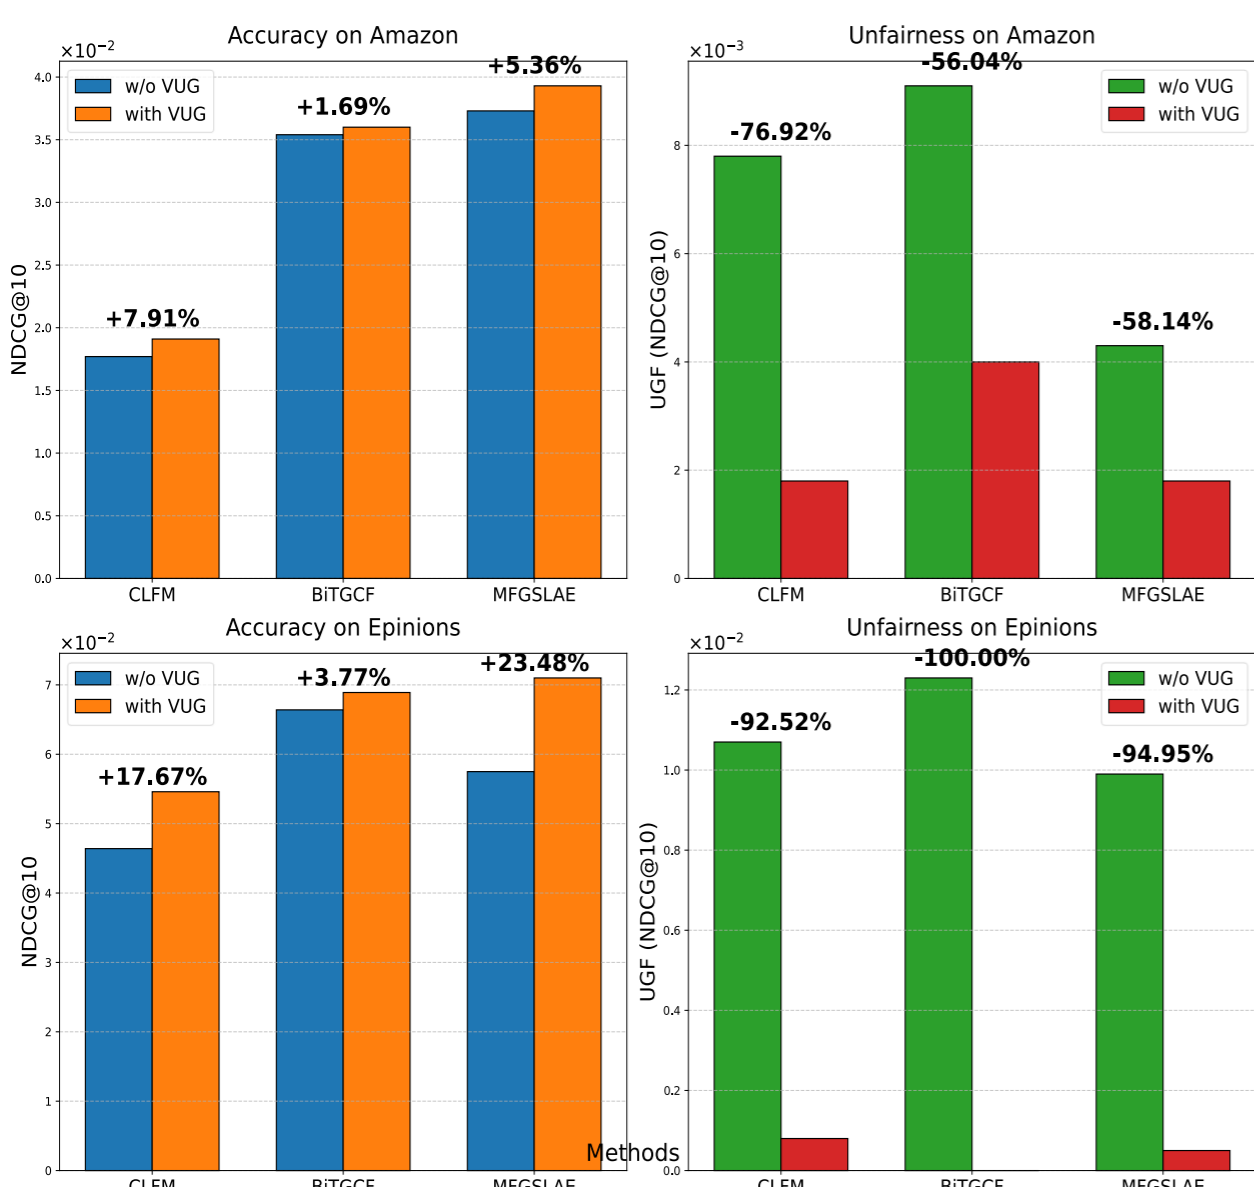 Accuracy on Amazon
×10⁻²
w/o VUG
with VUG
+7.91%
+1.69%
+5.36%
NDCG@10
4.0
3.5
3.0
2.5
2.0
1.5
1.0
0.5
0.0
CLFM
BiTGCF
MFGSLAE
Unfairness on Amazon
×10⁻³
w/o VUG
with VUG
-76.92%
-56.04%
-58.14%
UGF (NDCG@10)
8
6
4
2
0
CLFM
BiTGCF
MFGSLAE
Accuracy on Epinions
×10⁻²
w/o VUG
with VUG
+17.67%
+3.77%
+23.48%
NDCG@10
7
6
5
4
3
2
1
0
CLFM
BiTGCF
MFGSLAE
Unfairness on Epinions
×10⁻²
w/o VUG
with VUG
-92.52%
-100.00%
-94.95%
UGF (NDCG@10)
1.2
1.0
0.8
0.6
0.4
0.2
0.0
CLFM
BiTGCF
MFGSLAE
Methods